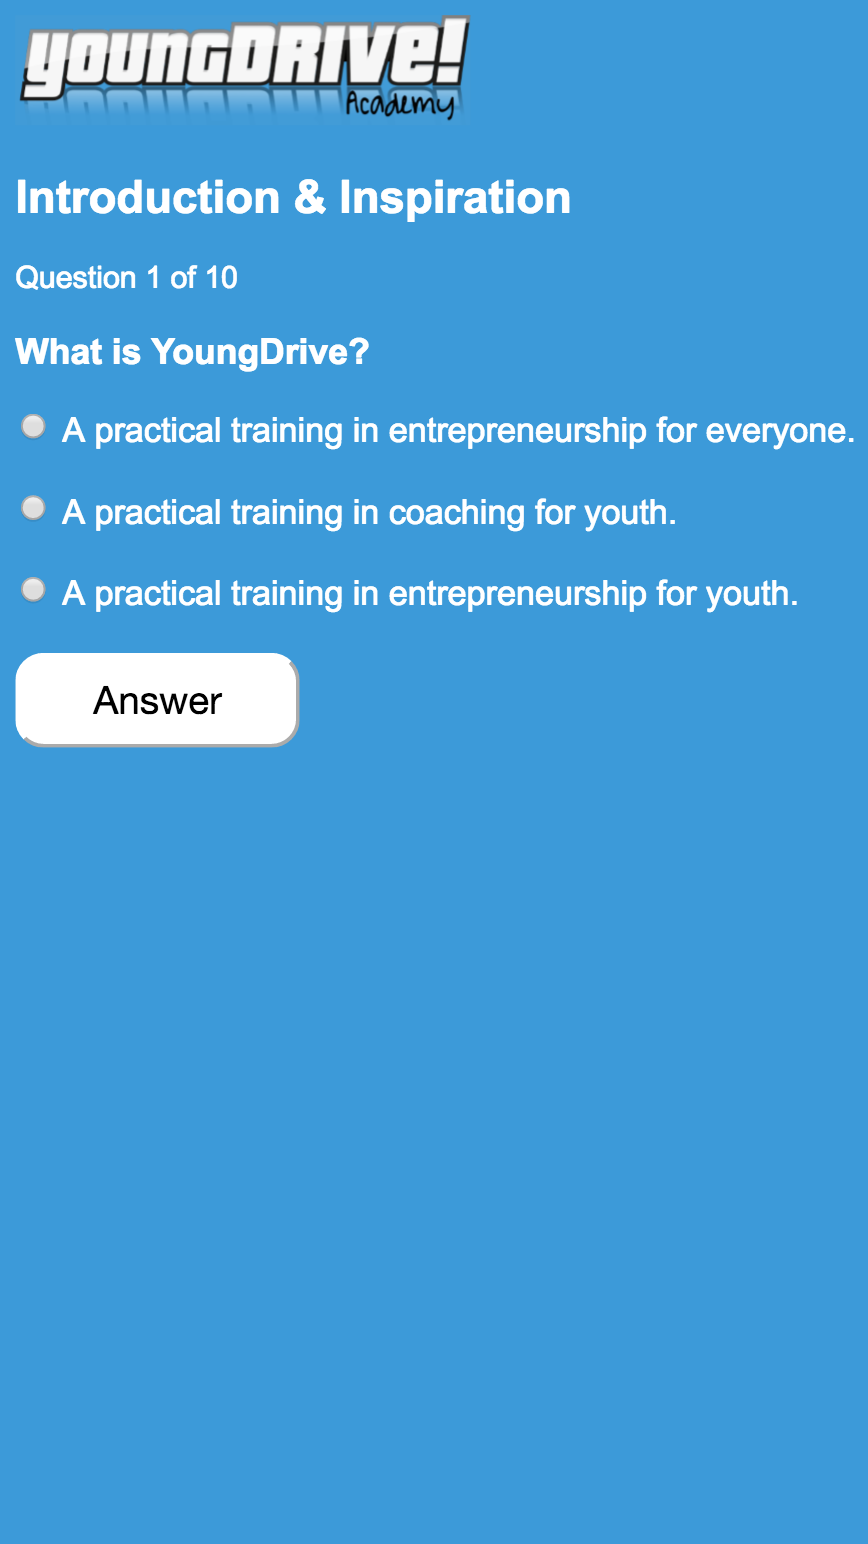 youngDRIVE!
Academy
Introduction & Inspiration
Question 1 of 10
What is YoungDrive?
A practical training in entrepreneurship for everyone.
A practical training in coaching for youth.
A practical training in entrepreneurship for youth.
Answer